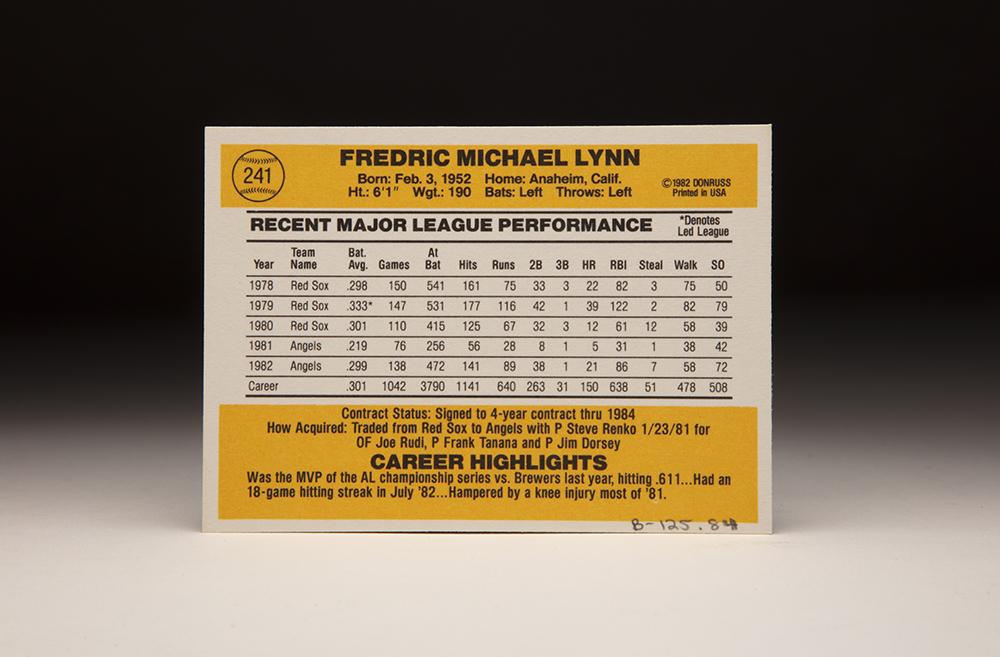 241
FREDRIC MICHAEL LYNN
Born: Feb. 3, 1952 Home: Anaheim, Calif.
Ht.: 6'1" Wgt.: 190 Bats: Left Throws: Left
©1982 DONRUSS
Printed in USA
RECENT MAJOR LEAGUE PERFORMANCE
*Denotes
Led League
Year Team Name Bat. Avg. Games At Bat Hits Runs 2B 3B HR RBI Steal Walk SO
1978 Red Sox .298 150 541 161 75 33 3 22 82 3 75 50
1979 Red Sox .333* 147 531 177 116 42 1 39 122 2 82 79
1980 Red Sox .301 110 415 125 67 32 3 12 61 12 58 39
1981 Angels .219 76 256 56 28 8 1 5 31 1 38 42
1982 Angels .299 138 472 141 89 38 1 21 86 7 58 72
Career .301 1042 3790 1141 640 263 31 150 638 51 478 508
Contract Status: Signed to 4-year contract thru 1984
How Acquired: Traded from Red Sox to Angels with P Steve Renko 1/23/81 for
OF Joe Rudi, P Frank Tanana and P Jim Dorsey
CAREER HIGHLIGHTS
Was the MVP of the AL championship series vs. Brewers last year, hitting .611...Had an
18-game hitting streak in July '82...Hampered by a knee injury most of '81.